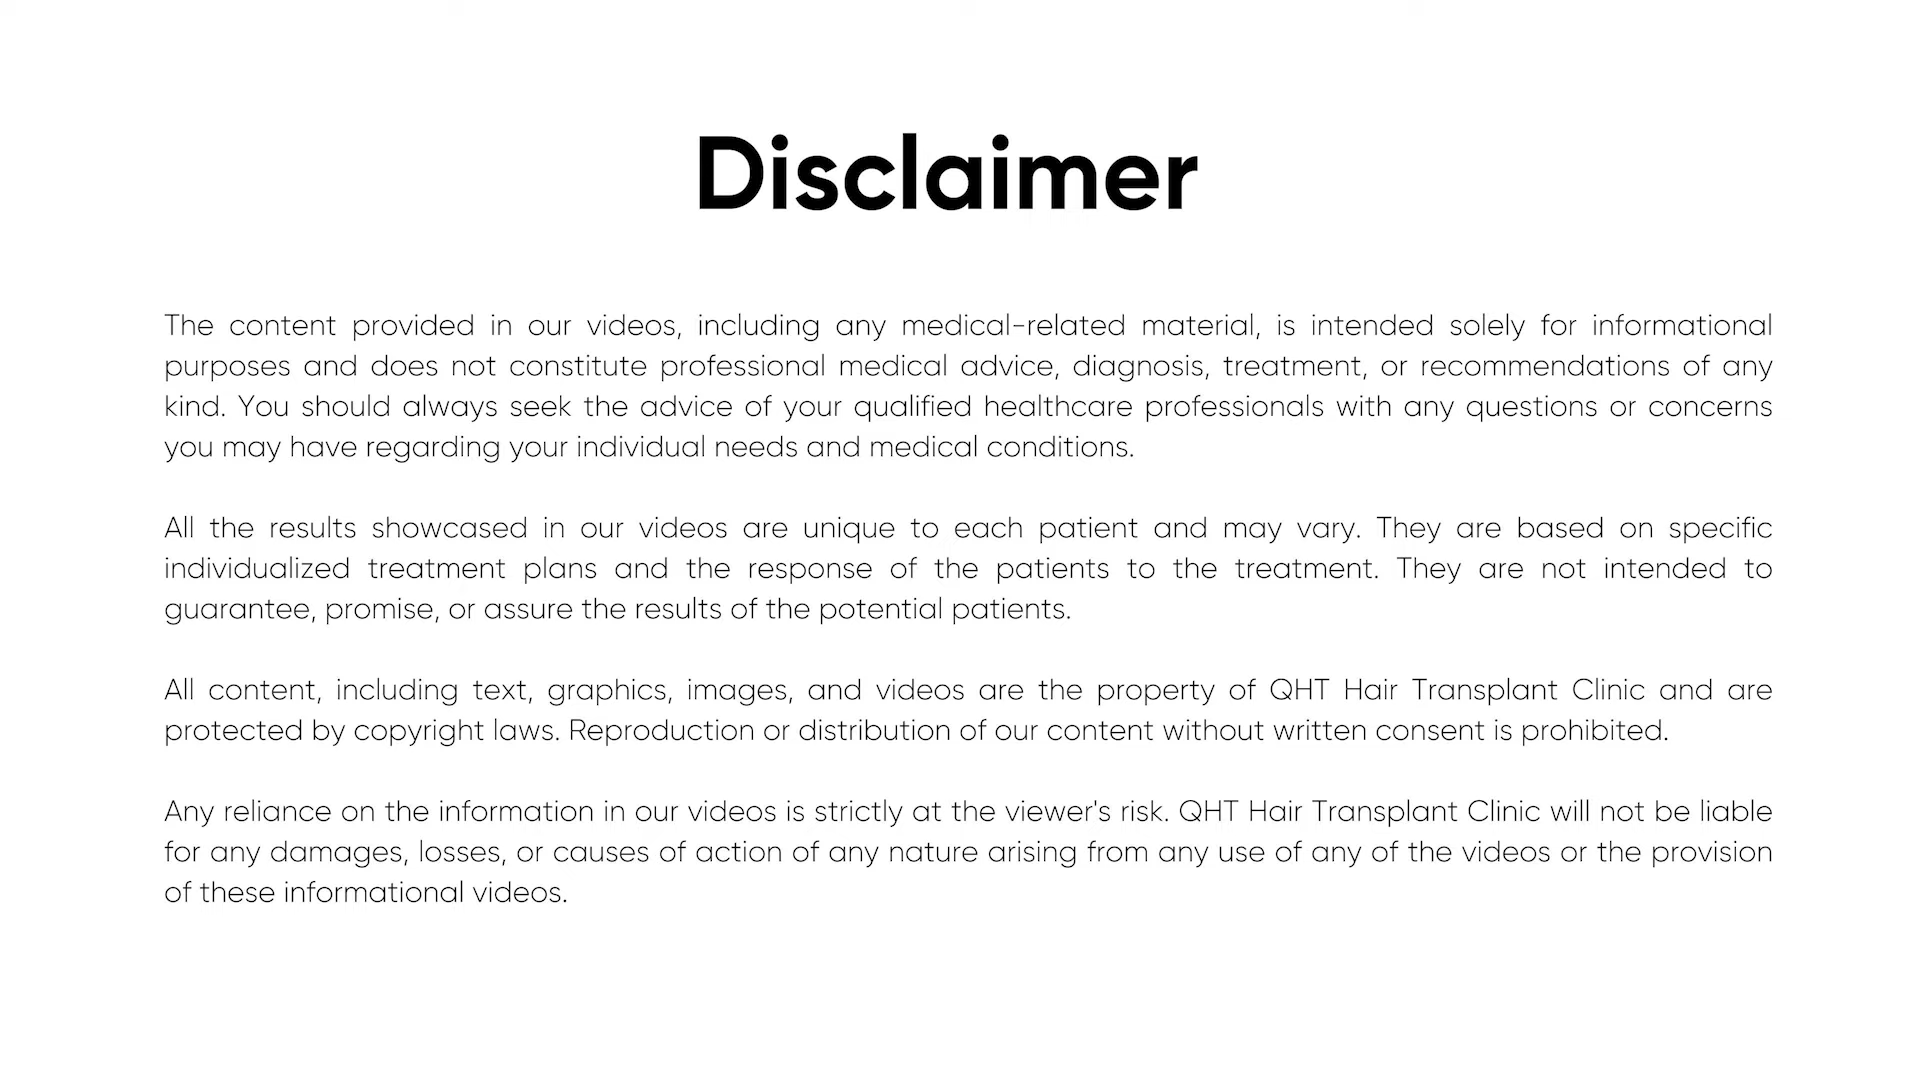 Disclaimer
The content provided in our videos, including any medical-related material, is intended solely for informational
purposes and does not constitute professional medical advice, diagnosis, treatment, or recommendations of any
kind. You should always seek the advice of your qualified healthcare professionals with any questions or concerns
you may have regarding your individual needs and medical conditions.
All the results showcased in our videos are unique to each patient and may vary. They are based on specific
individualized treatment plans and the response of the patients to the treatment. They are not intended to
guarantee, promise, or assure the results of the potential patients.
All content, including text, graphics, images, and videos are the property of QHT Hair Transplant Clinic and are
protected by copyright laws. Reproduction or distribution of our content without written consent is prohibited.
Any reliance on the information in our videos is strictly at the viewer's risk. QHT Hair Transplant Clinic will not be liable
for any damages, losses, or causes of action of any nature arising from any use of any of the videos or the provision
of these informational videos.